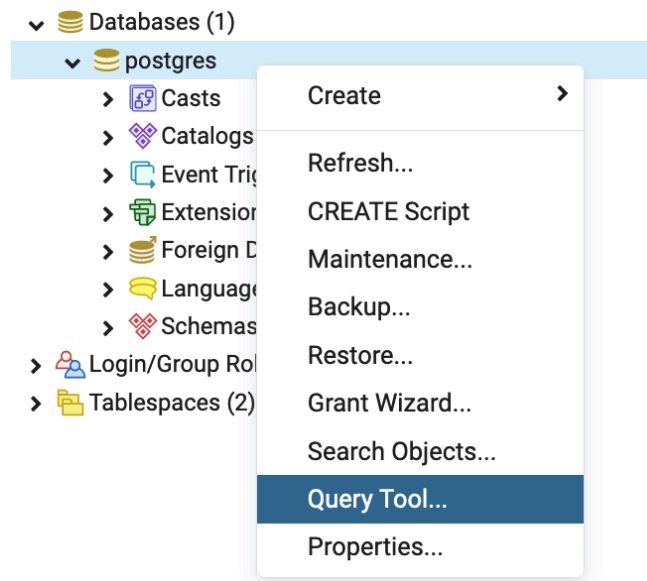 Databases (1)
postgres
Casts
Catalogs
Event Trig
Extension
Foreign D
Language
Schemas
Login/Group Rol
Tablespaces (2)
Create
Refresh...
CREATE Script
Maintenance...
Backup...
Restore...
Grant Wizard...
Search Objects...
Query Tool...
Properties...